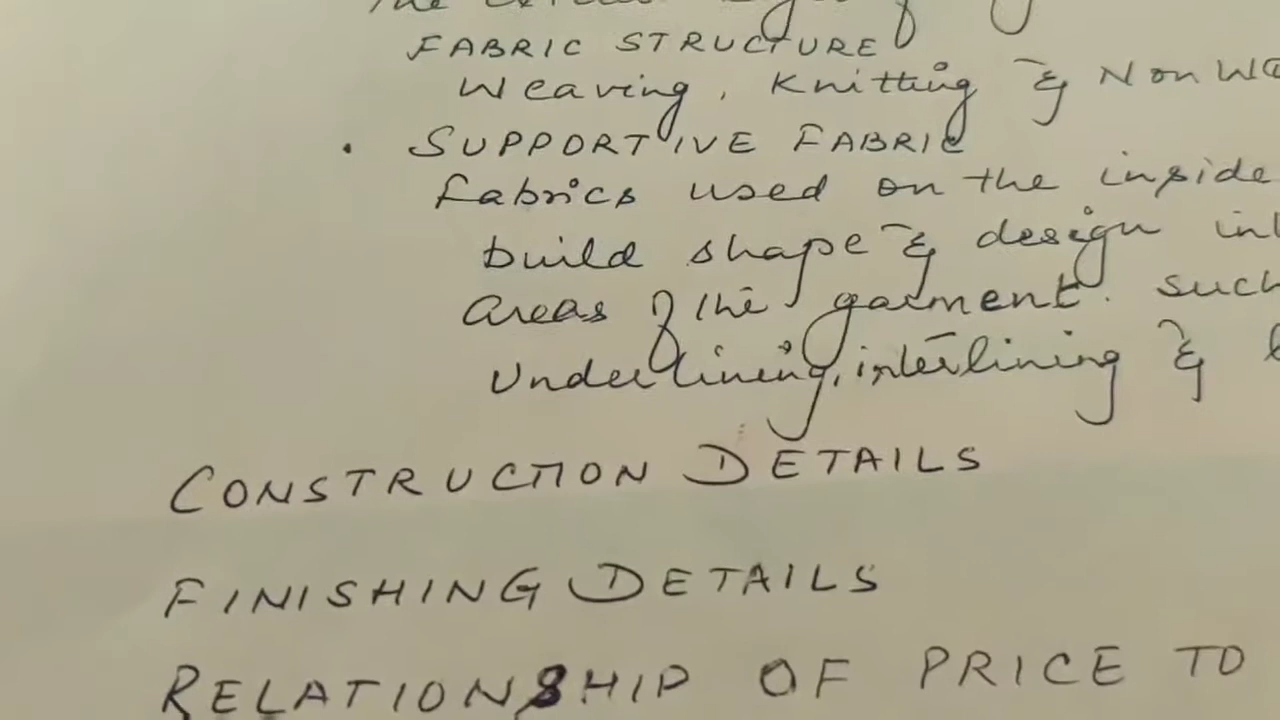 The
FABRIC STRUCTURE
Weaving, Knitting & Non
• SUPPORTIVE FABRIC
fabrics used on the inside
build shape & design
areas of the garment. such
Underlining, interlining &
CONSTRUCTION DETAILS
FINISHING DETAILS
RELATIONSHIP OF PRICE TO